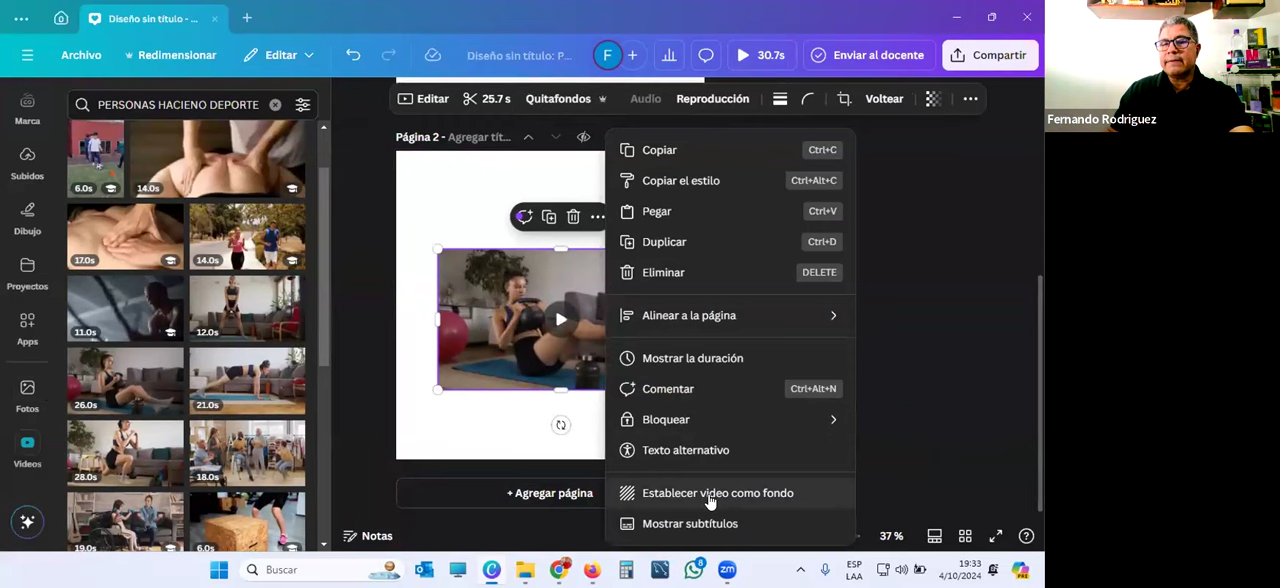 Diseño sin título - ...
Archivo
Redimensionar
Editar
Diseño sin título: P...
F
30.7s
Enviar al docente
Compartir
Fernando Rodriguez
Marca
Subidos
Dibujo
Proyectos
Apps
Fotos
Videos
PERSONAS HACIENO DEPORTE
6.0s
14.0s
17.0s
14.0s
11.0s
12.0s
26.0s
21.0s
28.0s
18.0s
19.0s
6.0s
Editar
25.7 s
Quitafondos
Audio
Reproducción
Voltear
Página 2 - Agregar tít...
Copiar Ctrl+C
Copiar el estilo Ctrl+Alt+C
Pegar Ctrl+V
Duplicar Ctrl+D
Eliminar DELETE
Alinear a la página
Mostrar la duración
Comentar Ctrl+Alt+N
Bloquear
Texto alternativo
Establecer video como fondo
Mostrar subtítulos
+ Agregar página
Notas
37 %
Buscar
zm
ESP
LAA
19:33
4/10/2024